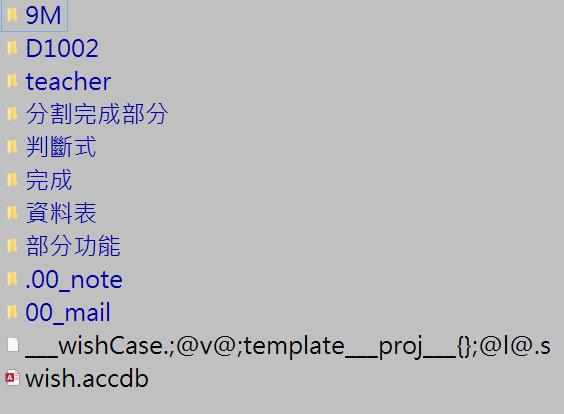 9M
D1002
teacher
分割完成部分
判斷式
完成
資料表
部分功能
.00_note
00_mail
___wishCase.;@v@;template___proj___{};@l@.s
wish.accdb